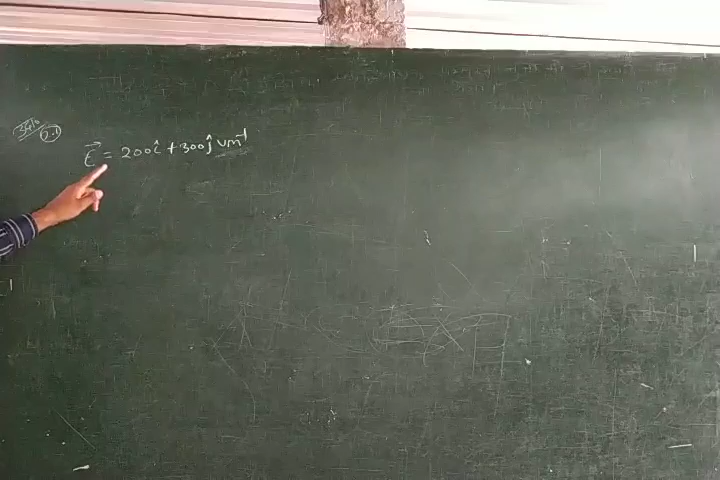 E⃗ = 200î + 300ĵ Vm⁻¹